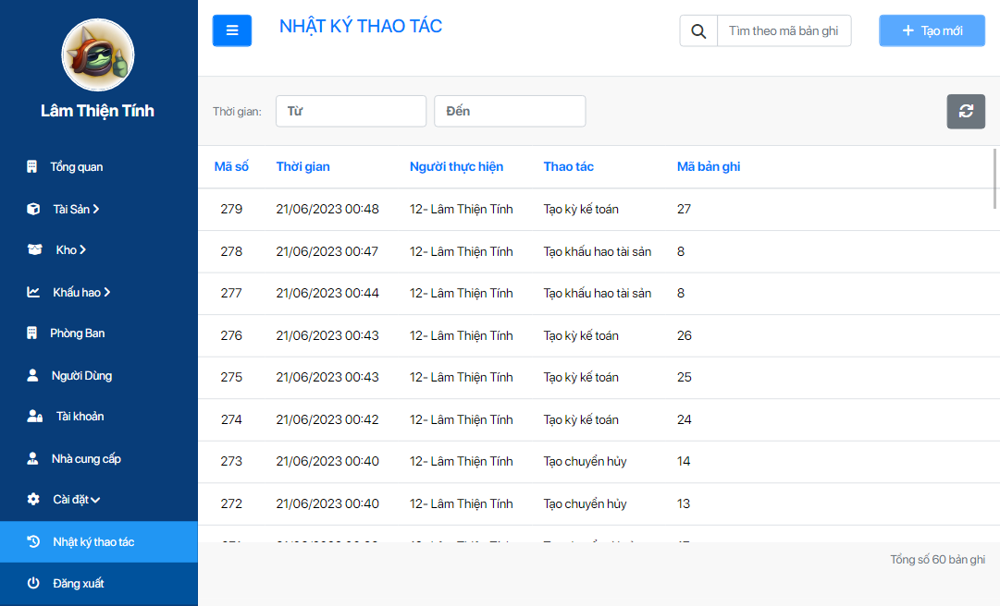 Lâm Thiện Tính
Tổng quan
Tài Sản
Kho
Khấu hao
Phòng Ban
Người Dùng
Tài khoản
Nhà cung cấp
Cài đặt
Nhật ký thao tác
Đăng xuất
NHẬT KÝ THAO TÁC
Tìm theo mã bản ghi
Tạo mới
Thời gian: Từ Đến
Mã số Thời gian Người thực hiện Thao tác Mã bản ghi
279 21/06/2023 00:48 12- Lâm Thiện Tính Tạo kỳ kế toán 27
278 21/06/2023 00:47 12- Lâm Thiện Tính Tạo khấu hao tài sản 8
277 21/06/2023 00:44 12- Lâm Thiện Tính Tạo khấu hao tài sản 8
276 21/06/2023 00:43 12- Lâm Thiện Tính Tạo kỳ kế toán 26
275 21/06/2023 00:43 12- Lâm Thiện Tính Tạo kỳ kế toán 25
274 21/06/2023 00:42 12- Lâm Thiện Tính Tạo kỳ kế toán 24
273 21/06/2023 00:40 12- Lâm Thiện Tính Tạo chuyển hủy 14
272 21/06/2023 00:40 12- Lâm Thiện Tính Tạo chuyển hủy 13
Tổng số 60 bản ghi